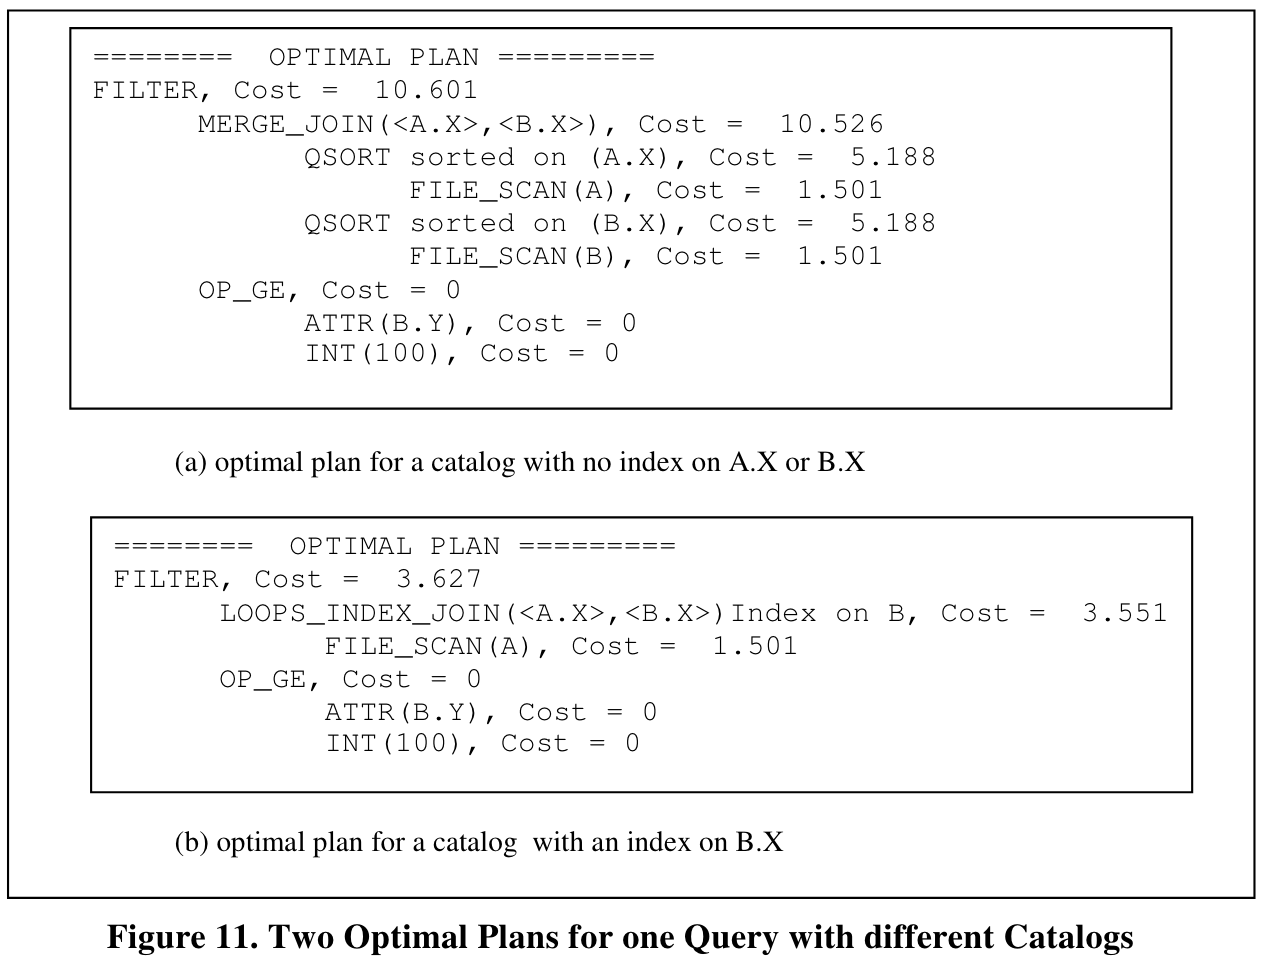 ======== OPTIMAL PLAN =========
FILTER, Cost = 10.601
MERGE_JOIN(<A.X>,<B.X>), Cost = 10.526
QSORT sorted on (A.X), Cost = 5.188
FILE_SCAN(A), Cost = 1.501
QSORT sorted on (B.X), Cost = 5.188
FILE_SCAN(B), Cost = 1.501
OP_GE, Cost = 0
ATTR(B.Y), Cost = 0
INT(100), Cost = 0
(a) optimal plan for a catalog with no index on A.X or B.X
======== OPTIMAL PLAN =========
FILTER, Cost = 3.627
LOOPS_INDEX_JOIN(<A.X>,<B.X>)Index on B, Cost = 3.551
FILE_SCAN(A), Cost = 1.501
OP_GE, Cost = 0
ATTR(B.Y), Cost = 0
INT(100), Cost = 0
(b) optimal plan for a catalog with an index on B.X
Figure 11. Two Optimal Plans for one Query with different Catalogs